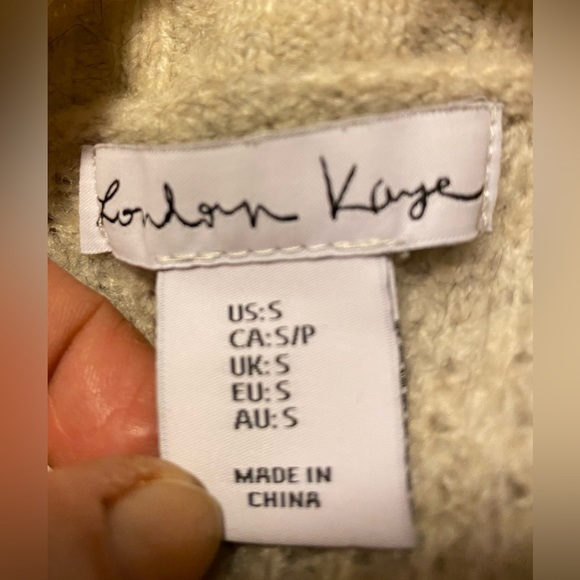 London Kaye
US:S
CA:S/P
UK:S
EU:S
AU:S
MADE IN
CHINA